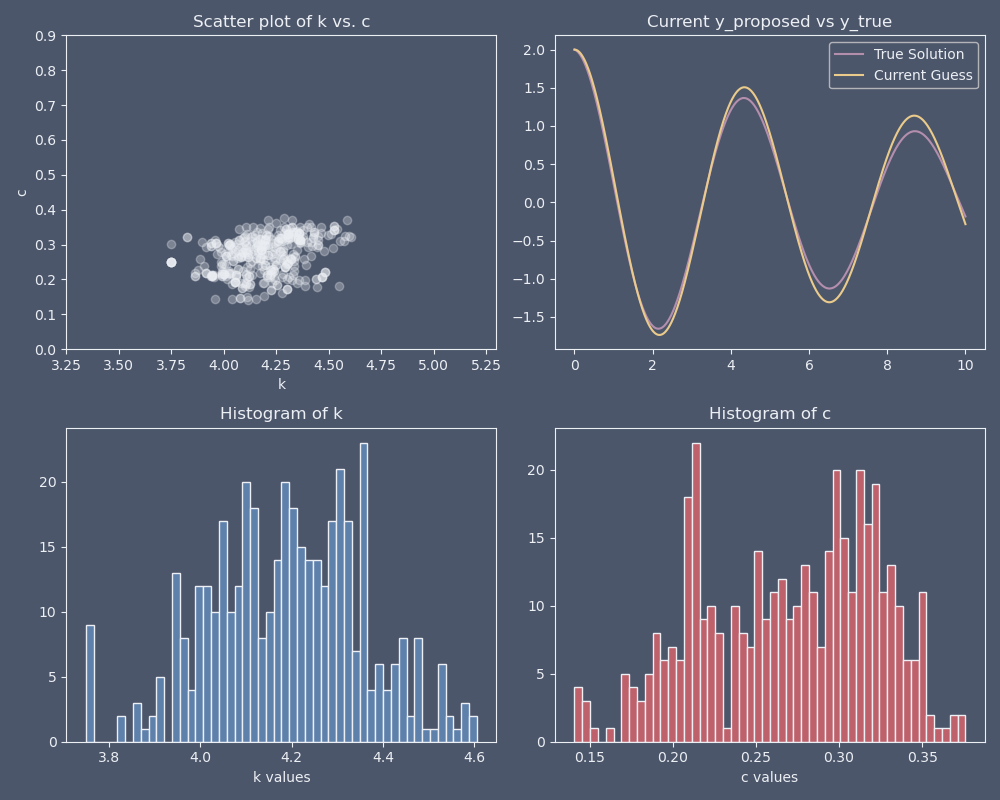 Scatter plot of k vs. c
0.9
0.8
0.7
0.6
0.5
0.4
0.3
0.2
0.1
0.0
c
3.25 3.50 3.75 4.00 4.25 4.50 4.75 5.00 5.25
k
Current y_proposed vs y_true
True Solution
Current Guess
2.0
1.5
1.0
0.5
0.0
−0.5
−1.0
−1.5
0 2 4 6 8 10
Histogram of k
20
15
10
5
0
3.8 4.0 4.2 4.4 4.6
k values
Histogram of c
20
15
10
5
0
0.15 0.20 0.25 0.30 0.35
c values